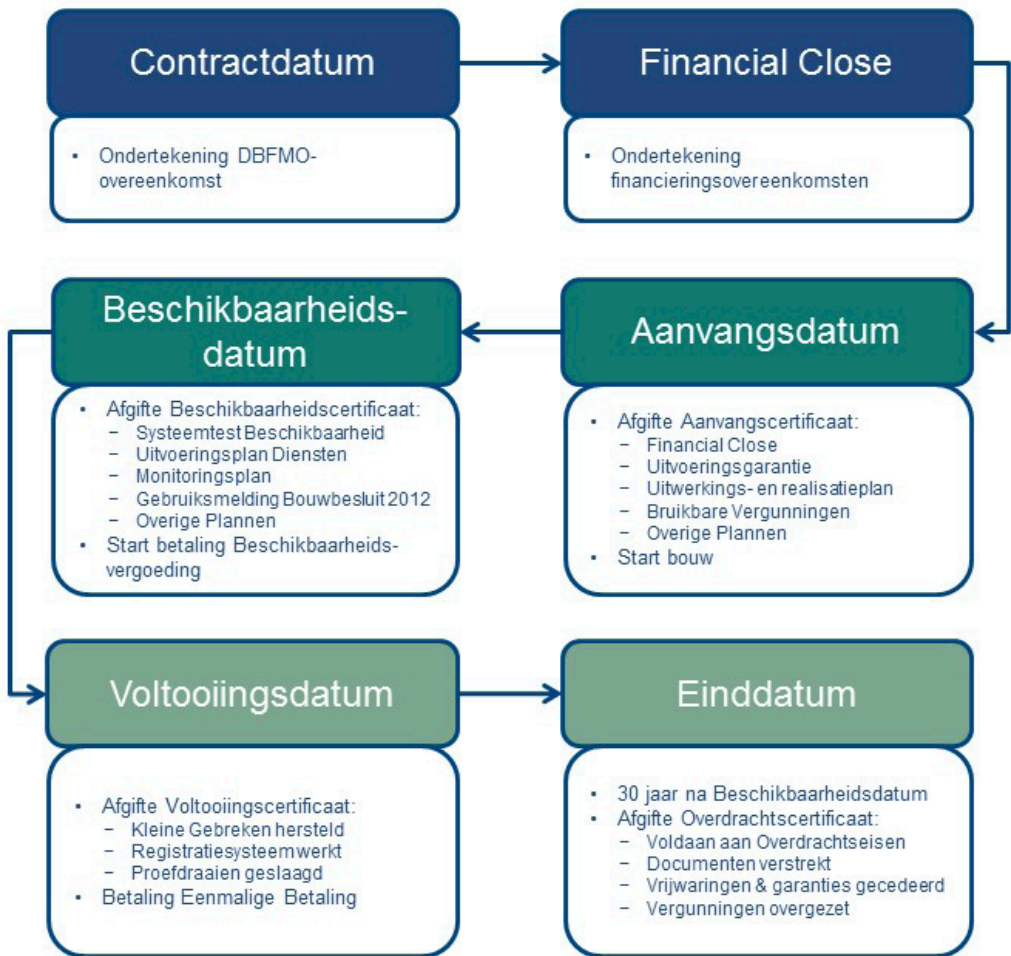 Contractdatum
• Ondertekening DBFMO-
overeenkomst
Financial Close
• Ondertekening
financieringsovereenkomsten
Aanvangsdatum
• Afgifte Aanvangscertificaat:
– Financial Close
– Uitvoeringsgarantie
– Uitwerkings- en realisatieplan
– Bruikbare Vergunningen
– Overige Plannen
• Start bouw
Beschikbaarheids-
datum
• Afgifte Beschikbaarheidscertificaat:
– Systeemtest Beschikbaarheid
– Uitvoeringsplan Diensten
– Monitoringsplan
– Gebruiksmelding Bouwbesluit 2012
– Overige Plannen
• Start betaling Beschikbaarheids-
vergoeding
Voltooiingsdatum
• Afgifte Voltooiingscertificaat:
– Kleine Gebreken hersteld
– Registratiesysteem werkt
– Proefdraaien geslaagd
• Betaling Eenmalige Betaling
Einddatum
• 30 jaar na Beschikbaarheidsdatum
• Afgifte Overdrachtscertificaat:
– Voldaan aan Overdrachtseisen
– Documenten verstrekt
– Vrijwaringen & garanties gecedeerd
– Vergunningen overgezet